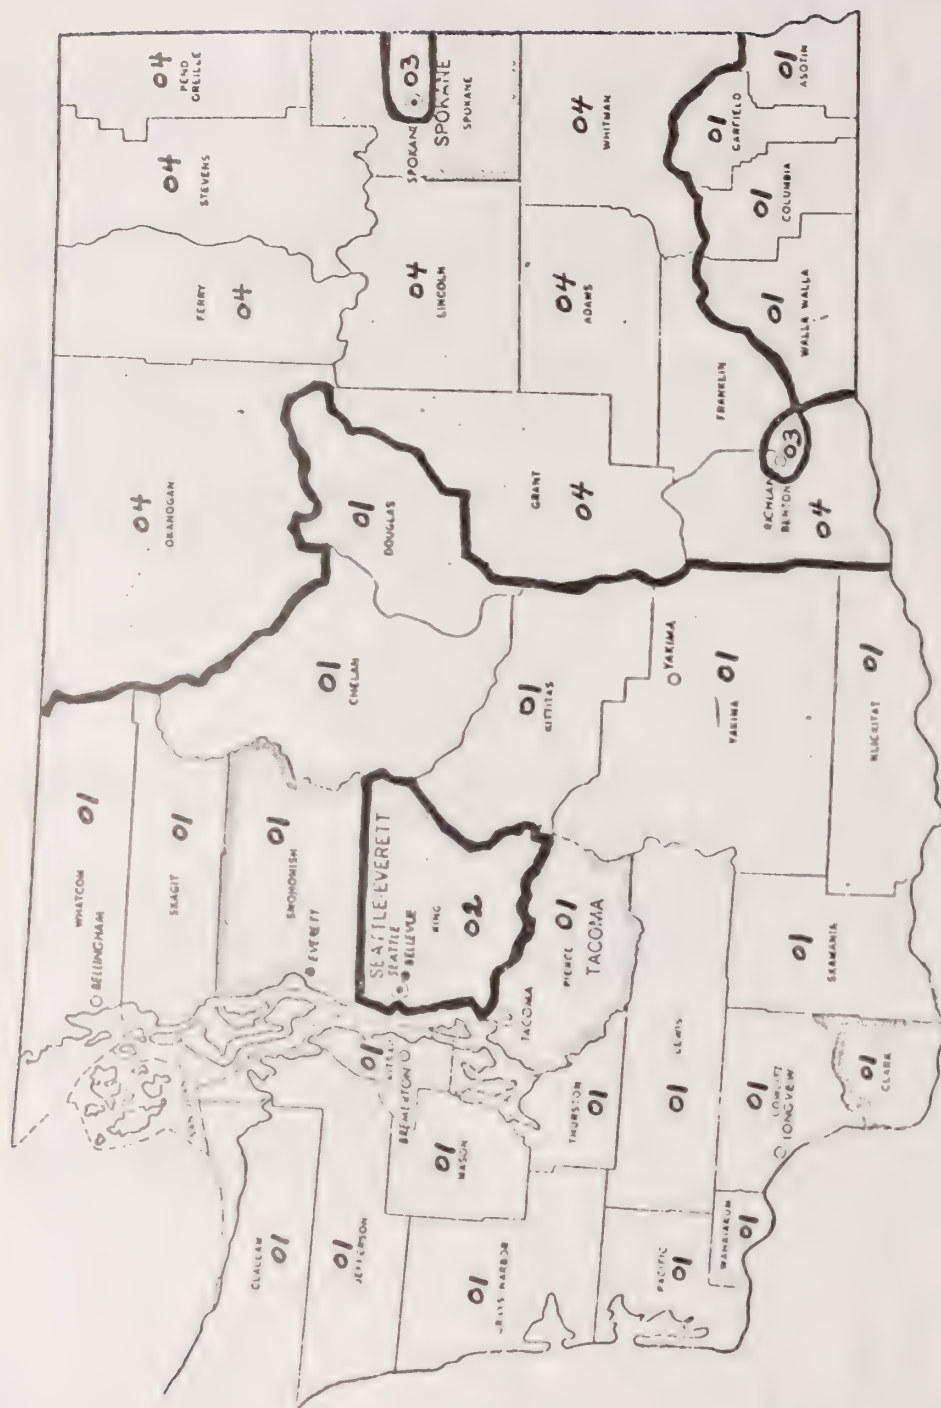 WHATCOM
01
BELLINGHAM
SKAGIT
01
SNOHOMISH
01
EVERETT
OKANOGAN
04
CHELAN
01
DOUGLAS
01
FERRY
04
STEVENS
04
04
PEND
OREILLE
CLALLAM
01
01
JEFFERSON
01
BREMERTON
01
MASON
SEATTLE-EVERETT
SEATTLE
BELLEVUE
KING
02
01
KITTITAS
GRANT
04
04
LINCOLN
03
SPOKANE
SPOKANE
SPOKANE
01
TACOMA
PIERCE
01
TACOMA
THURSTON
01
01
LEWIS
YAKIMA
YAKIMA
01
04
ADAMS
04
WHITMAN
FRANKLIN
BENTON
04
03
01
WALLA WALLA
01
COLUMBIA
01
GARFIELD
01
ASOTIN
01
PACIFIC
WAHKIAKUM
01
01
LONGVIEW
01
CLARK
01
SKAMANIA
KLICKITAT
01